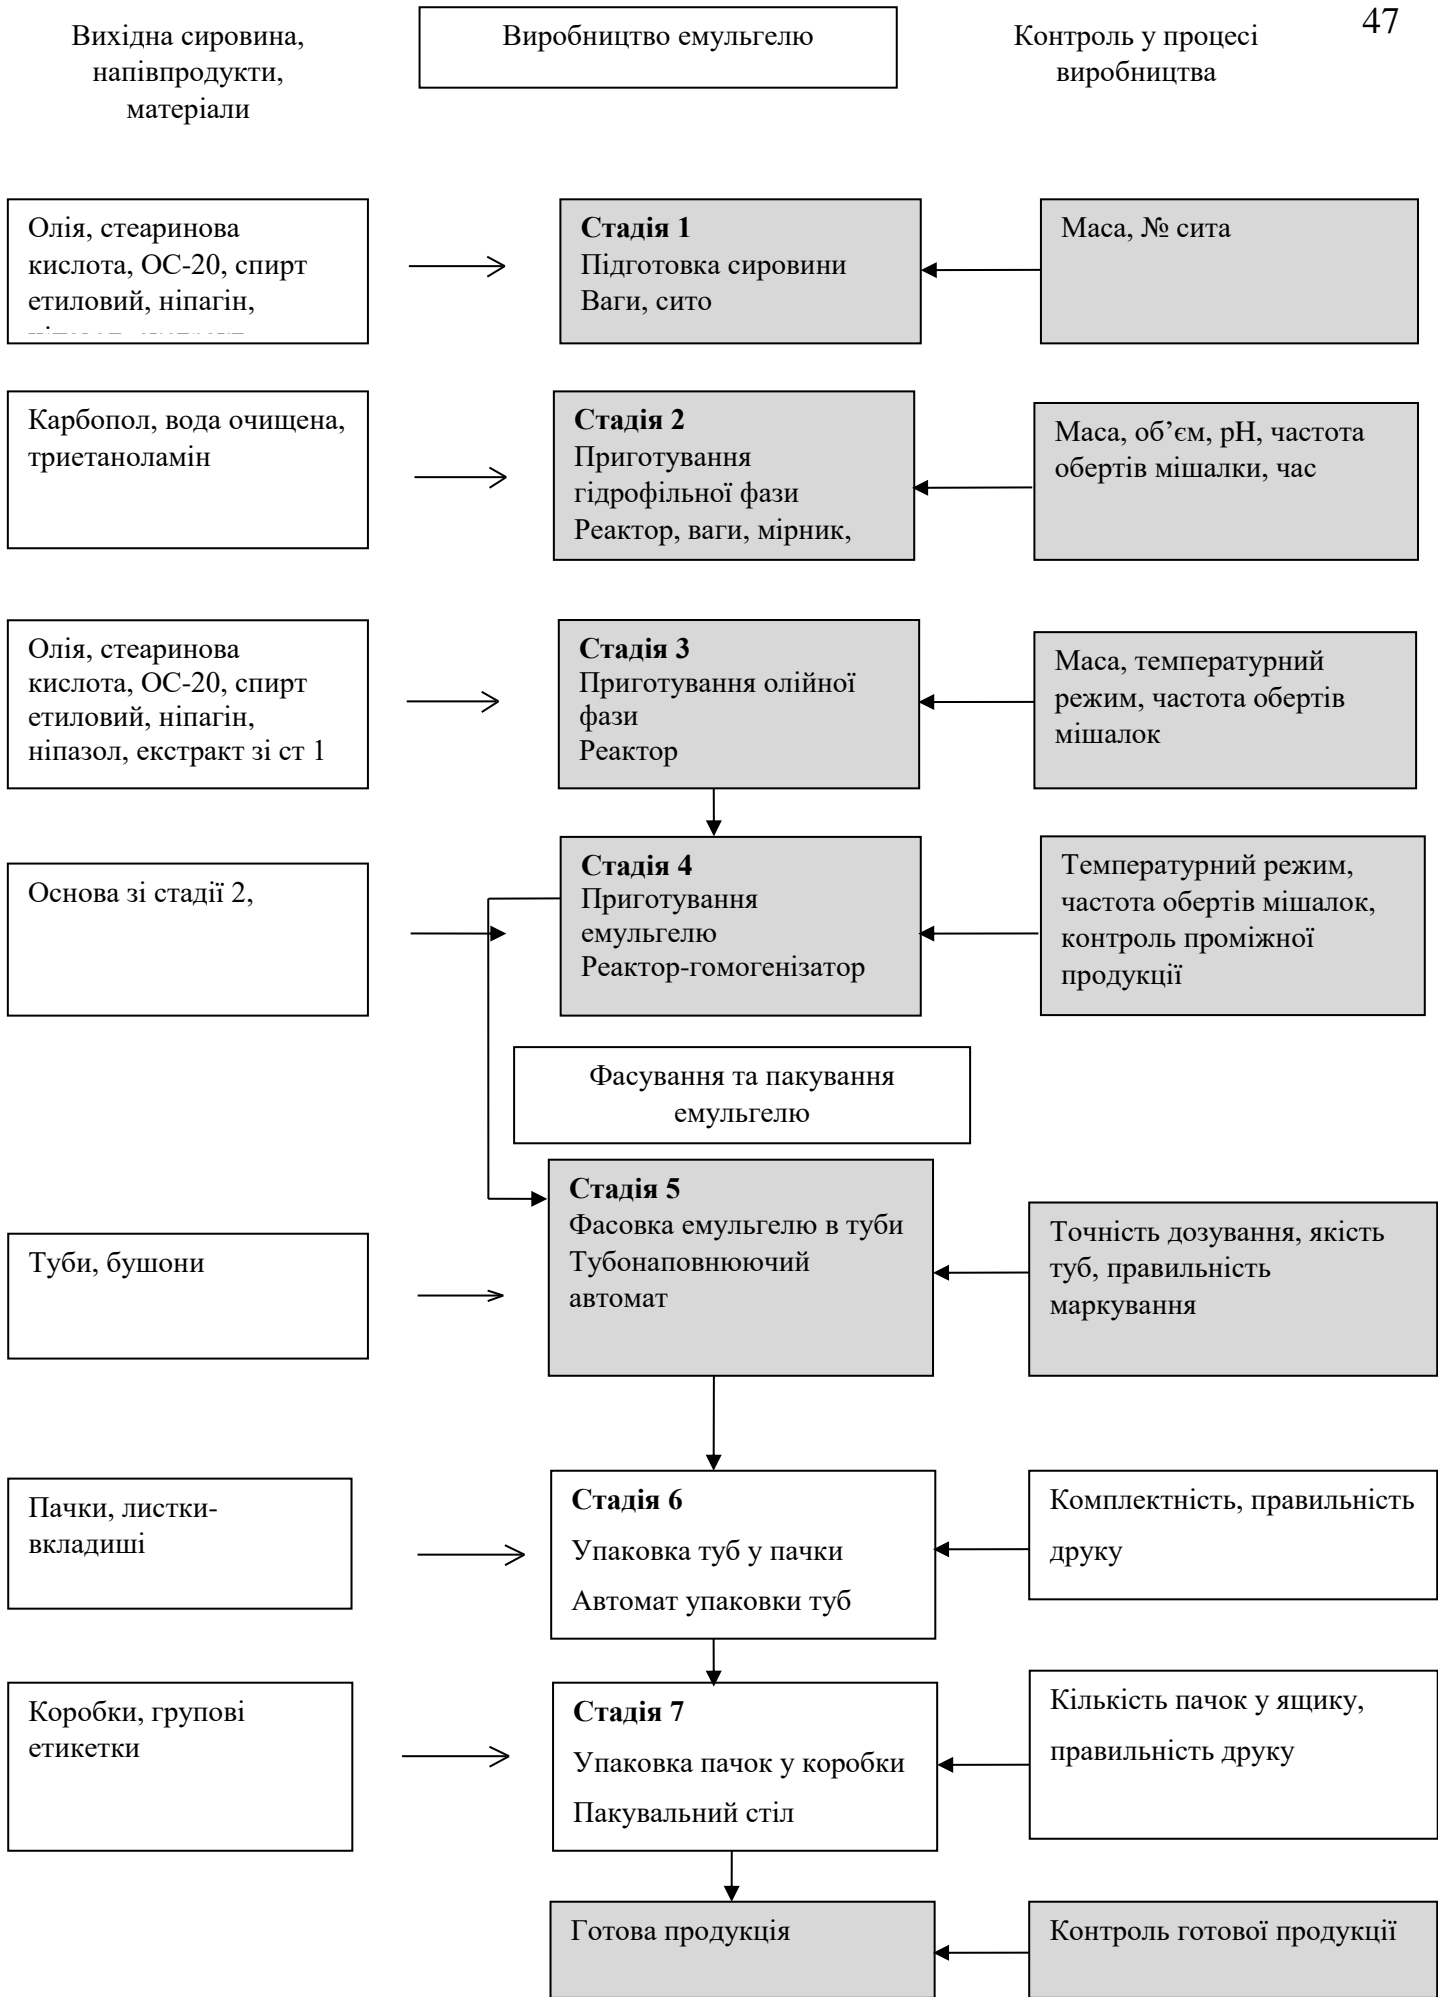 47
Вихідна сировина,
напівпродукти,
матеріали
Виробництво емульгелю
Контроль у процесі
виробництва
Олія, стеаринова
кислота, ОС-20, спирт
етиловий, ніпагін,
Стадія 1
Підготовка сировини
Ваги, сито
Маса, № сита
Карбопол, вода очищена,
триетаноламін
Стадія 2
Приготування
гідрофільної фази
Реактор, ваги, мірник,
Маса, об’єм, рН, частота
обертів мішалки, час
Олія, стеаринова
кислота, ОС-20, спирт
етиловий, ніпагін,
ніпазол, екстракт зі ст 1
Стадія 3
Приготування олійної
фази
Реактор
Маса, температурний
режим, частота обертів
мішалок
Основа зі стадії 2,
Стадія 4
Приготування
емульгелю
Реактор-гомогенізатор
Температурний режим,
частота обертів мішалок,
контроль проміжної
продукції
Фасування та пакування
емульгелю
Туби, бушони
Стадія 5
Фасовка емульгелю в туби
Тубонаповнюючий
автомат
Точність дозування, якість
туб, правильність
маркування
Пачки, листки-
вкладиші
Стадія 6
Упаковка туб у пачки
Автомат упаковки туб
Комплектність, правильність
друку
Коробки, групові
етикетки
Стадія 7
Упаковка пачок у коробки
Пакувальний стіл
Кількість пачок у ящику,
правильність друку
Готова продукція
Контроль готової продукції